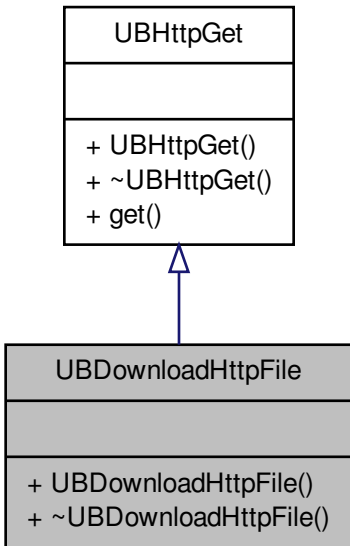 UBHttpGet
+ UBHttpGet()
+ ~UBHttpGet()
+ get()
UBDownloadHttpFile
+ UBDownloadHttpFile()
+ ~UBDownloadHttpFile()